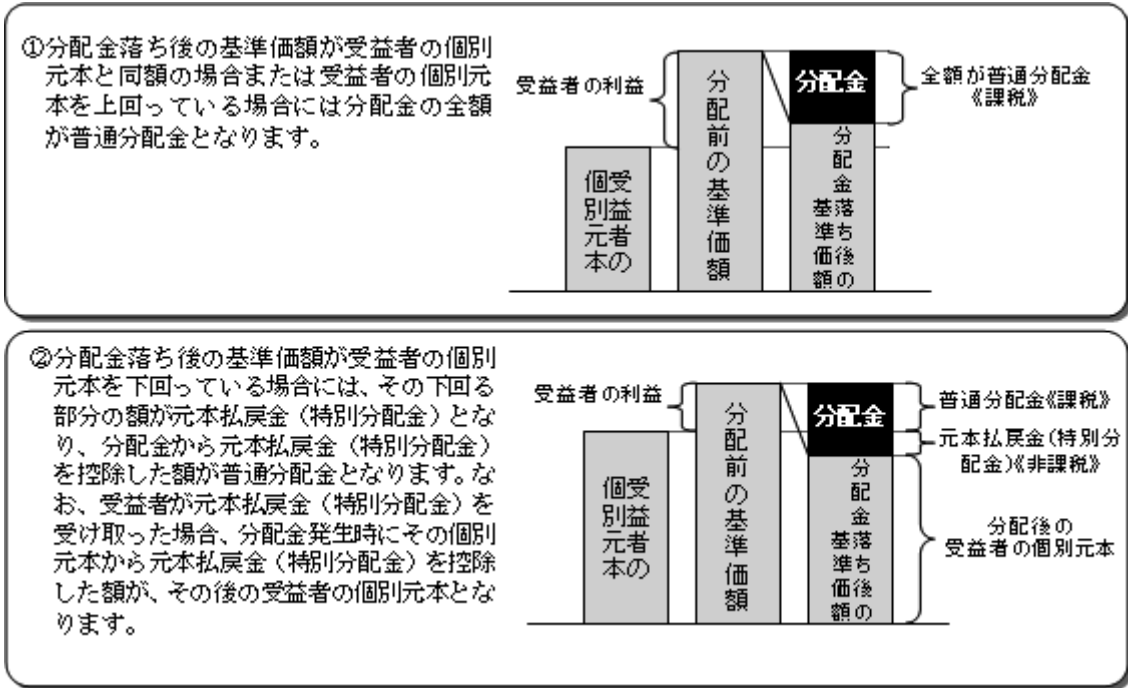 ①分配金落ち後の基準価額が受益者の個別
元本と同額の場合または受益者の個別元
本を上回っている場合には分配金の全額
が普通分配金となります。
受益者の利益
受益者の
個別元本
分配前の基準価額
分配金
分配金落ち後の
基準価額
全額が普通分配金
《課税》
②分配金落ち後の基準価額が受益者の個別
元本を下回っている場合には、その下回る
部分の額が元本払戻金（特別分配金）とな
り、分配金から元本払戻金（特別分配金）
を控除した額が普通分配金となります。な
お、受益者が元本払戻金（特別分配金）を
受け取った場合、分配金発生時にその個別
元本から元本払戻金（特別分配金）を控除
した額が、その後の受益者の個別元本とな
ります。
受益者の利益
受益者の
個別元本
分配前の基準価額
分配金
分配金落ち後の
基準価額
普通分配金《課税》
元本払戻金（特別分
配金）《非課税》
分配後の
受益者の個別元本